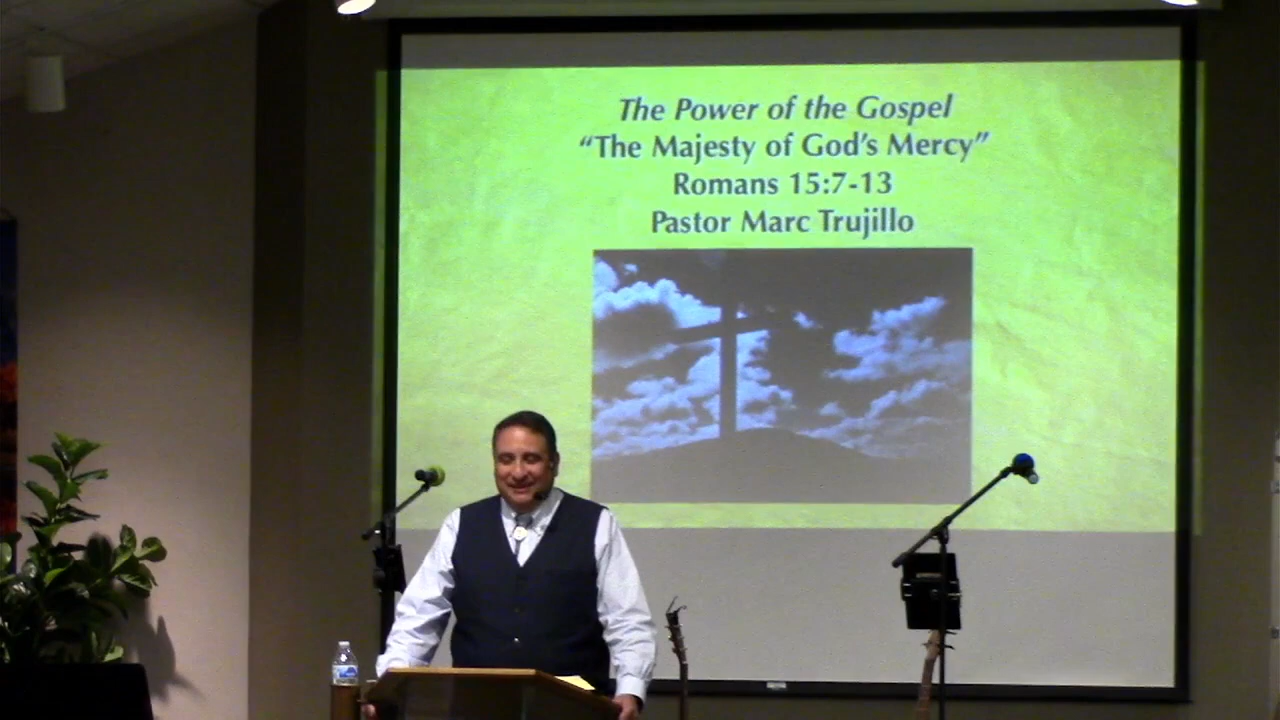 The Power of the Gospel
“The Majesty of God’s Mercy”
Romans 15:7-13
Pastor Marc Trujillo